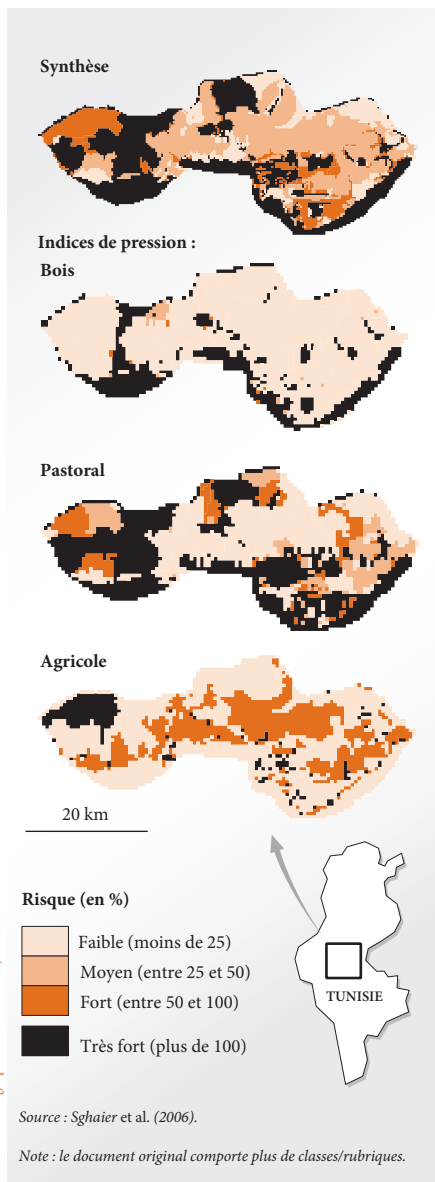 Synthèse
Indices de pression :
Bois
Pastoral
Agricole
20 km
Risque (en %)
Faible (moins de 25)
Moyen (entre 25 et 50)
Fort (entre 50 et 100)
Très fort (plus de 100)
TUNISIE
Source : Sghaier et al. (2006).
Note : le document original comporte plus de classes/rubriques.